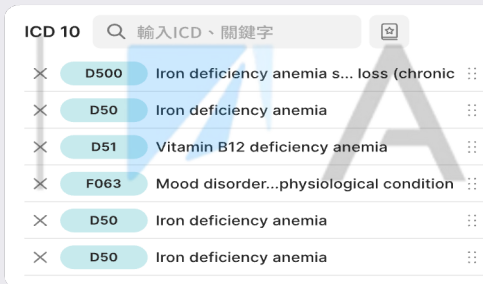 ICD 10 輸入ICD、關鍵字
D500 Iron deficiency anemia s... loss (chronic
D50 Iron deficiency anemia
D51 Vitamin B12 deficiency anemia
F063 Mood disorder...physiological condition
D50 Iron deficiency anemia
D50 Iron deficiency anemia